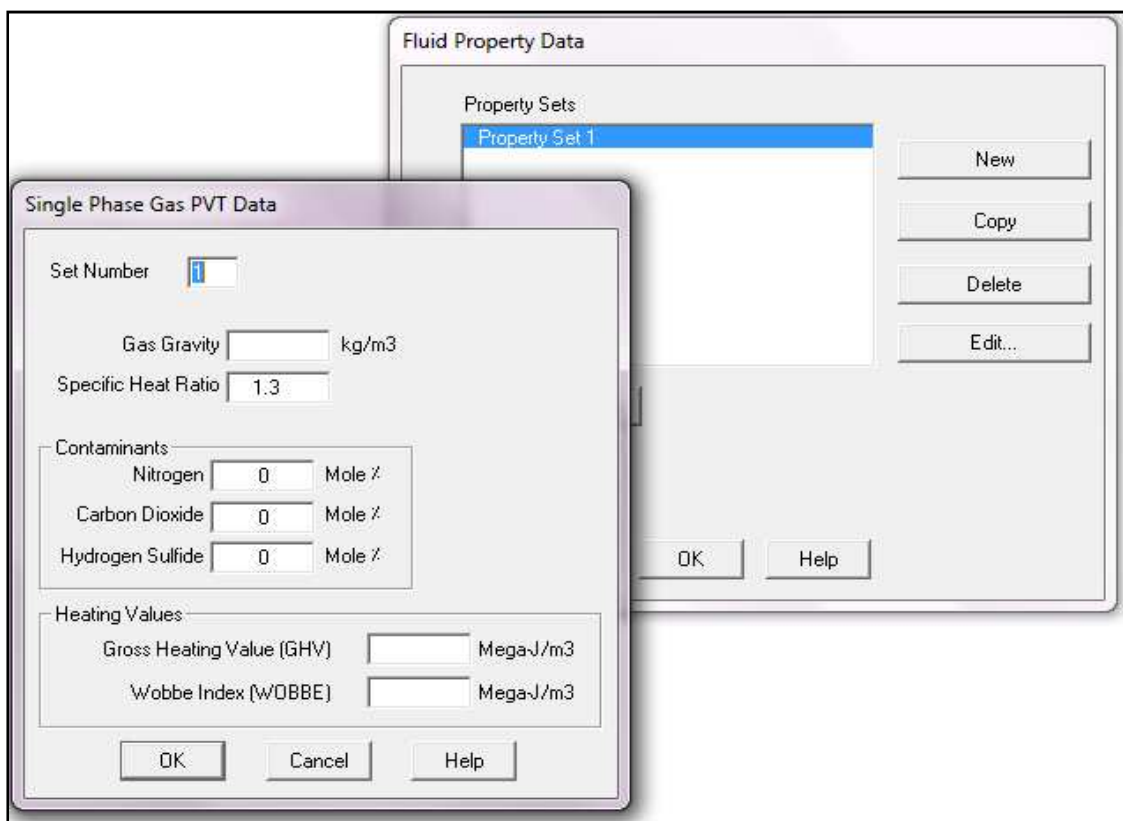 Fluid Property Data
Property Sets
Property Set 1
New
Copy
Delete
Edit...
OK
Help
Single Phase Gas PVT Data
Set Number 1
Gas Gravity kg/m3
Specific Heat Ratio 1.3
Contaminants
Nitrogen 0 Mole %
Carbon Dioxide 0 Mole %
Hydrogen Sulfide 0 Mole %
Heating Values
Gross Heating Value (GHV) Mega-J/m3
Wobbe Index (WOBBE) Mega-J/m3
OK Cancel Help